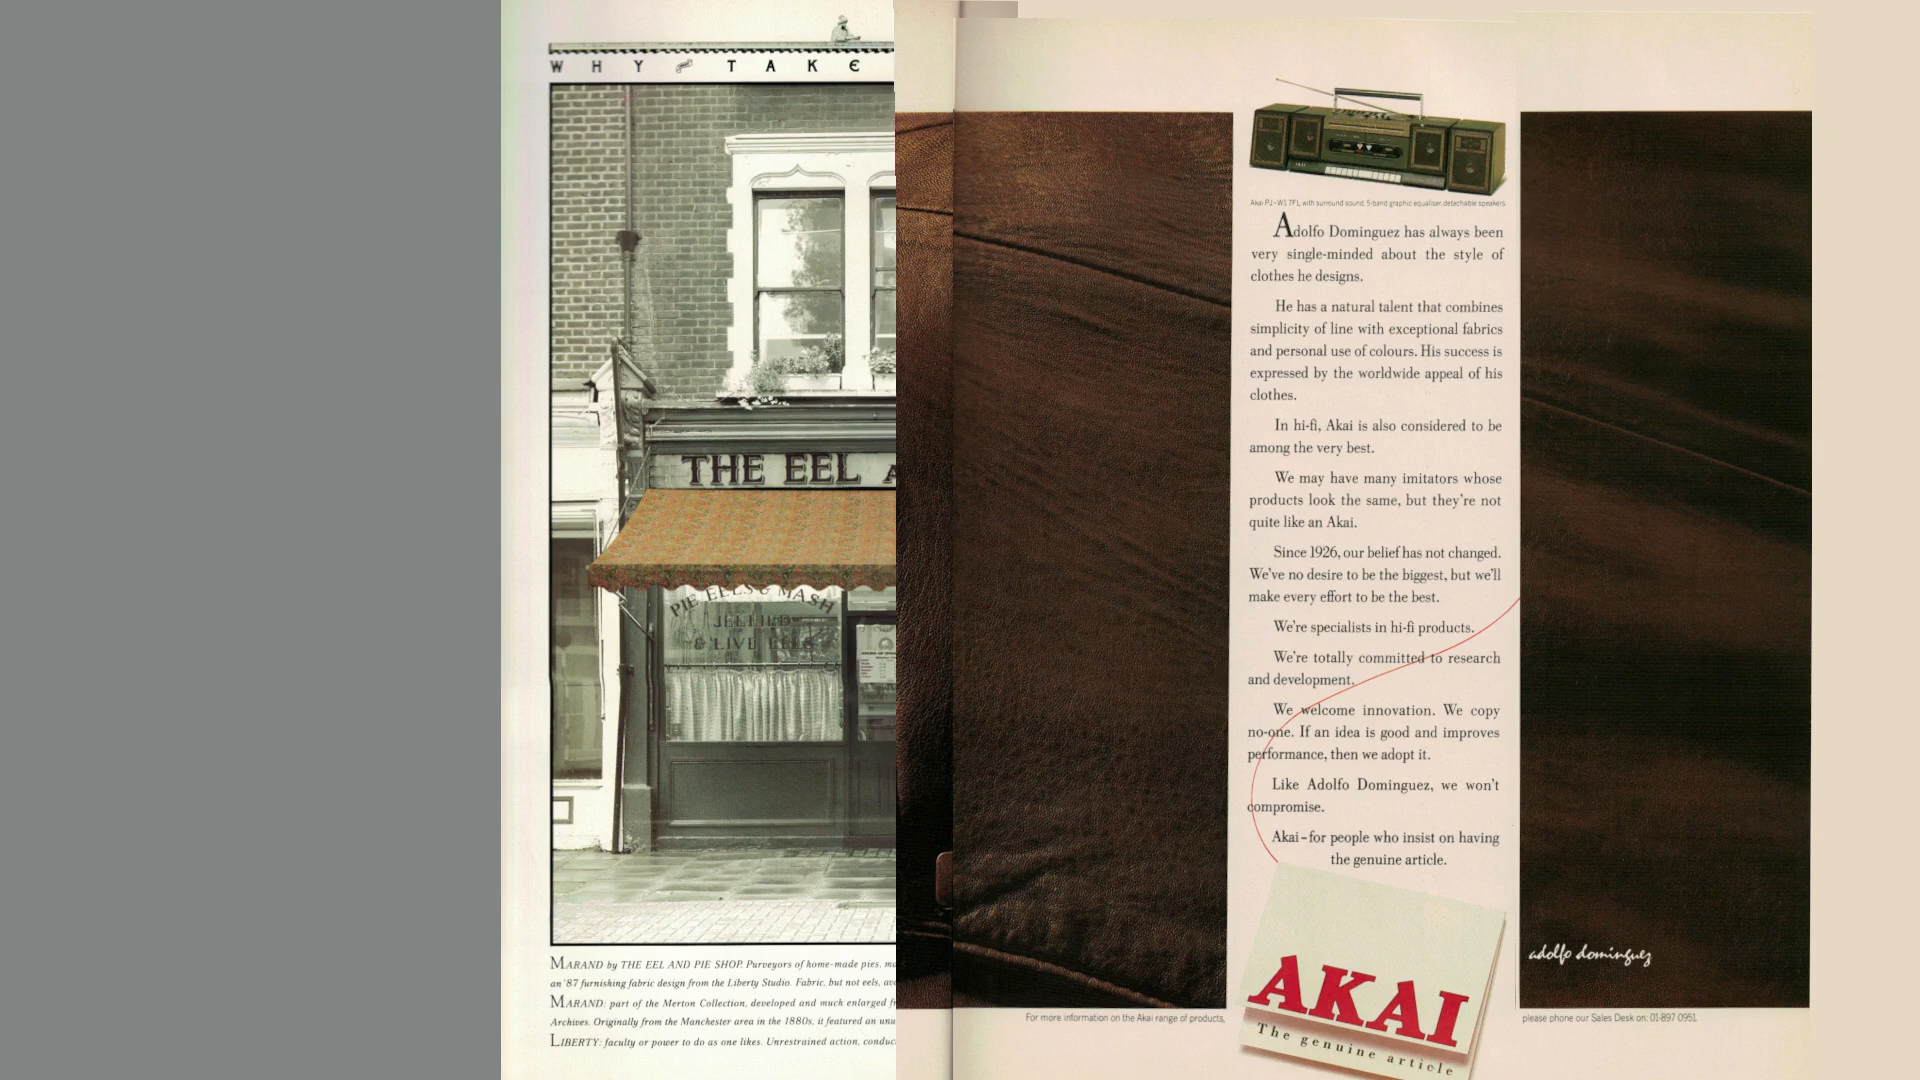 WHY TAKE
THE EEL
PIE EELS & MASH
JELLIED
& LIVE EELS
MARAND by THE EEL AND PIE SHOP. Purveyors of home-made pies,
an '87 furnishing fabric design from the Liberty Studio. Fabric, but not eels,
MARAND: part of the Merton Collection, developed and much enlarged
Archives. Originally from the Manchester area in the 1880s, it featured an
LIBERTY: faculty or power to do as one likes. Unrestrained action,
Akai PJ-W17FL with surround sound, 5-band graphic equaliser, detachable speakers.
Adolfo Dominguez has always been
very single-minded about the style of
clothes he designs.
He has a natural talent that combines
simplicity of line with exceptional fabrics
and personal use of colours. His success is
expressed by the worldwide appeal of his
clothes.
In hi-fi, Akai is also considered to be
among the very best.
We may have many imitators whose
products look the same, but they're not
quite like an Akai.
Since 1926, our belief has not changed.
We've no desire to be the biggest, but we'll
make every effort to be the best.
We're specialists in hi-fi products.
We're totally committed to research
and development.
We welcome innovation. We copy
no-one. If an idea is good and improves
performance, then we adopt it.
Like Adolfo Dominguez, we won't
compromise.
Akai–for people who insist on having
the genuine article.
AKAI
The genuine article
adolfo dominguez
For more information on the Akai range of products,
please phone our Sales Desk on: 01-897 0951.